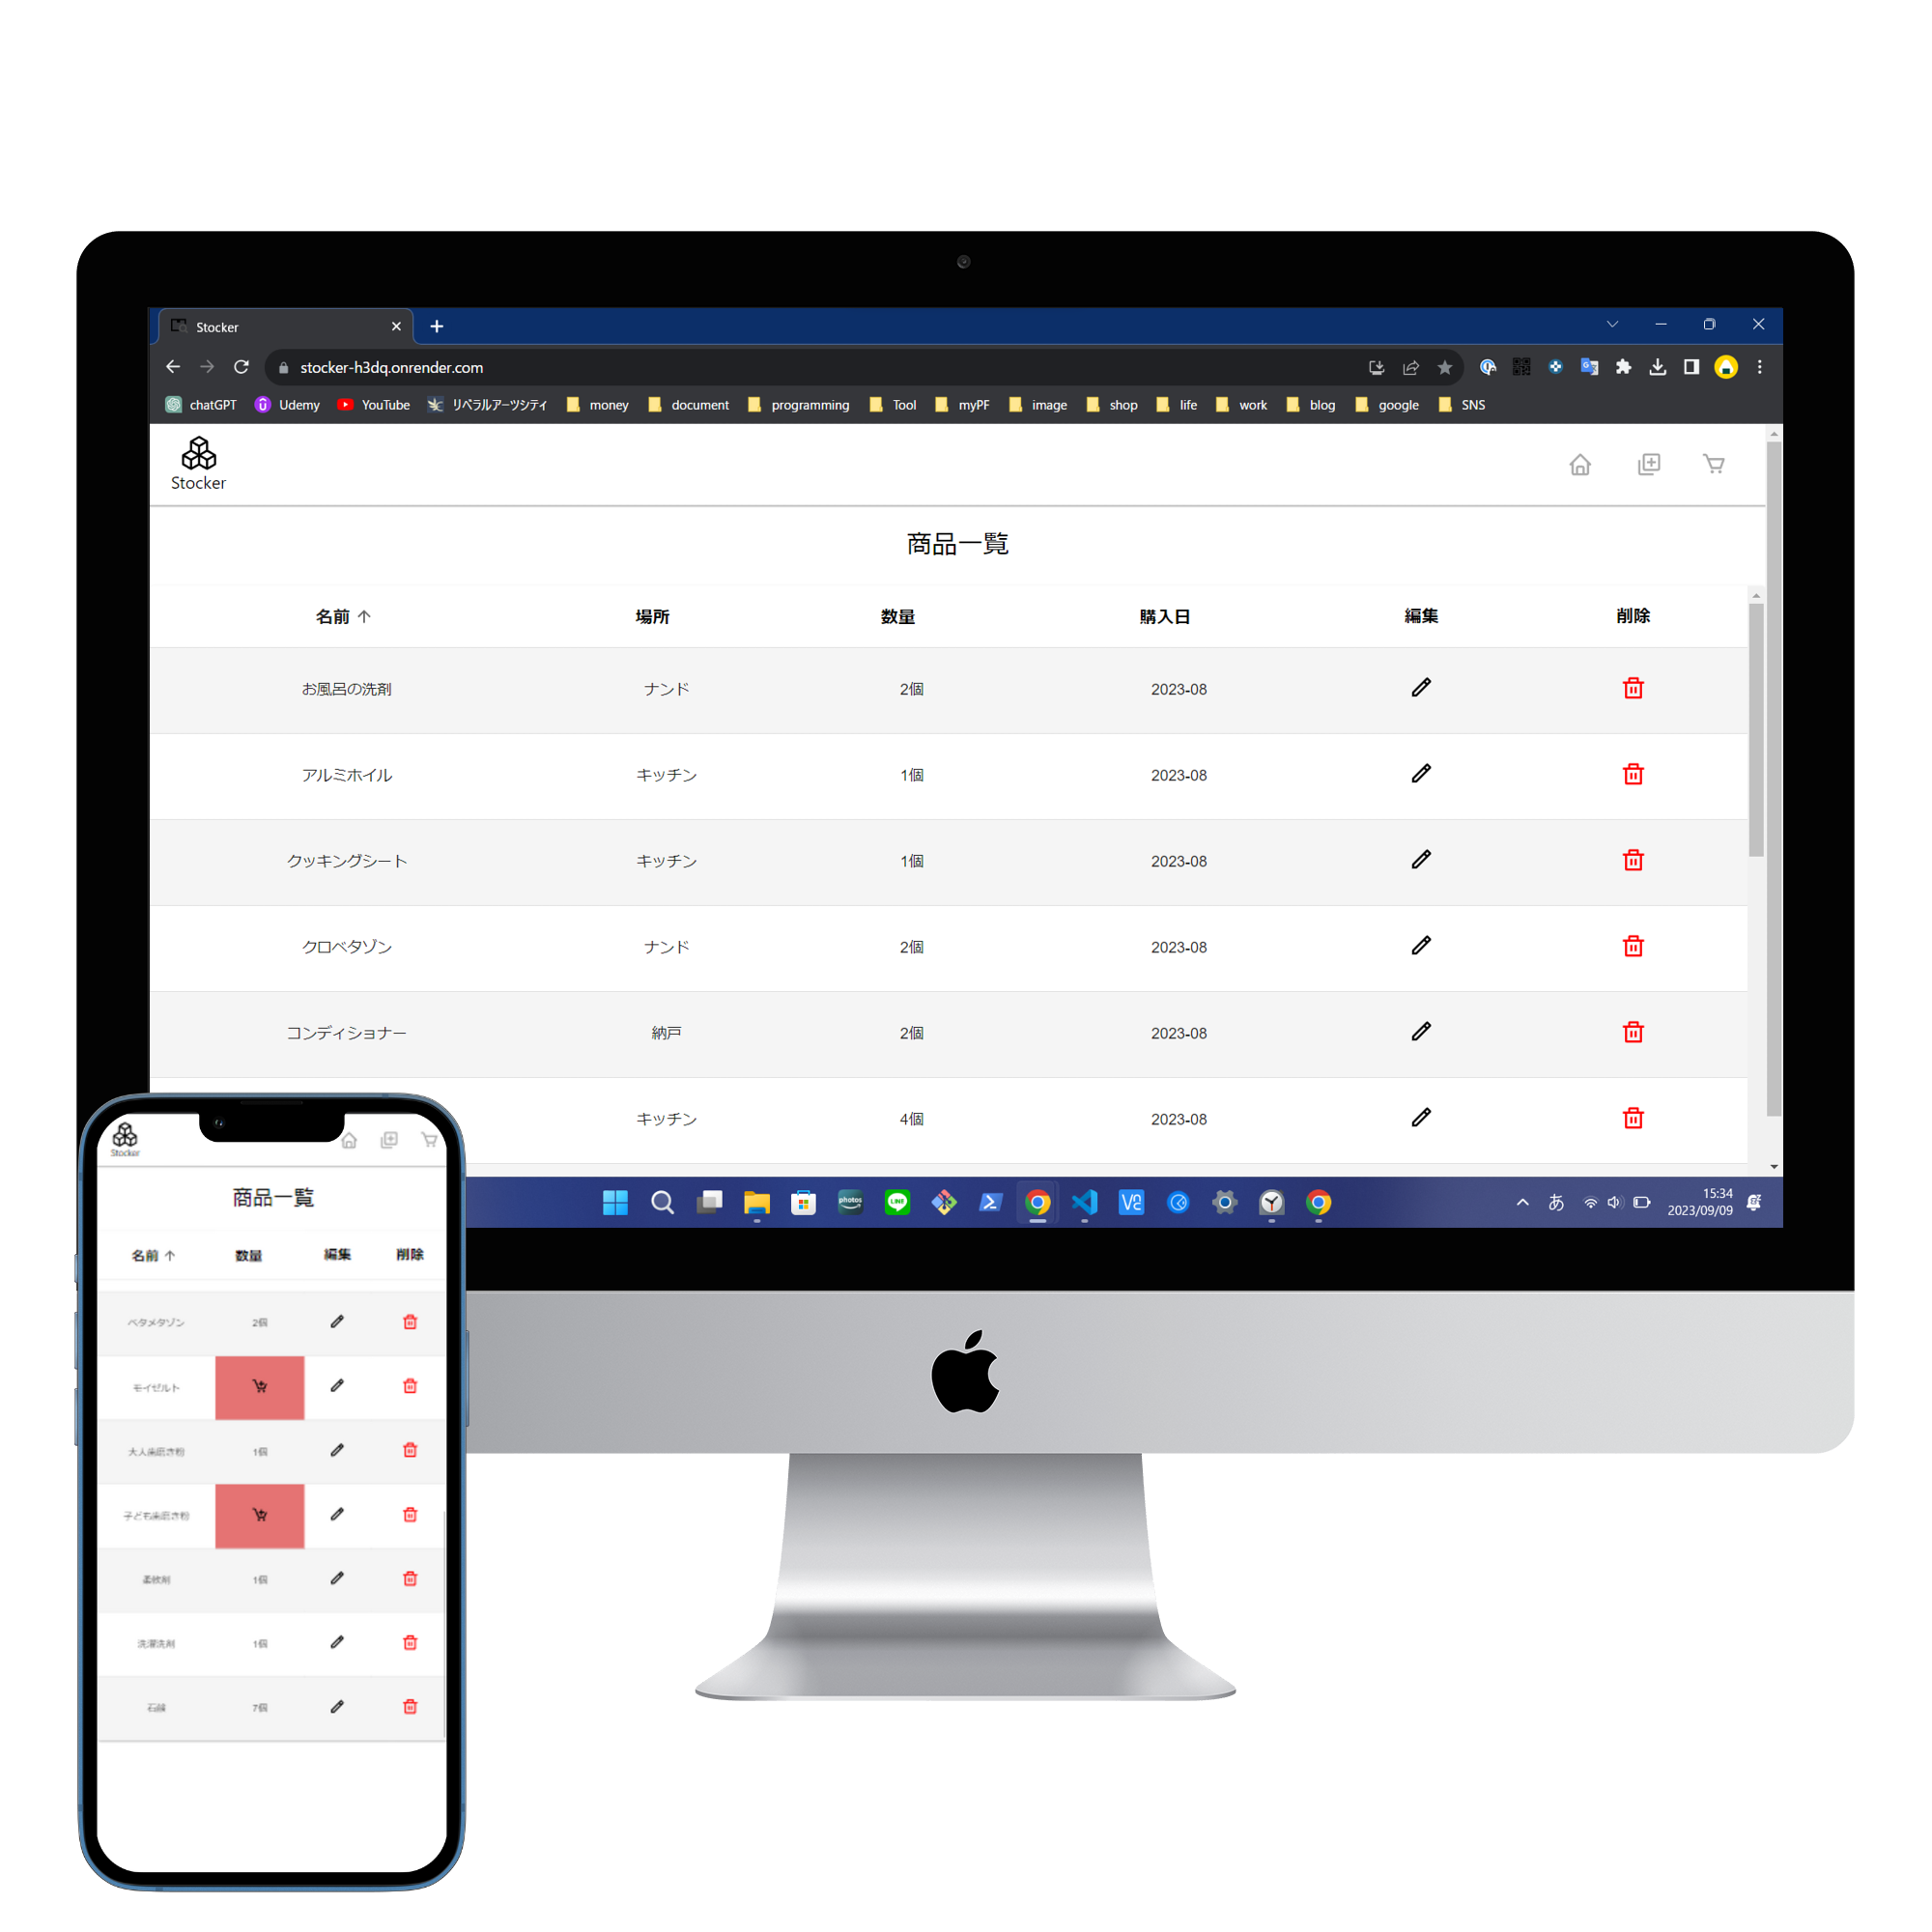 Stocker
stocker-h3dq.onrender.com
chatGPT Udemy YouTube リベラルアーツシティ money document programming Tool myPF image shop life work blog google SNS
Stocker
商品一覧
名前 ↑ 場所 数量 購入日 編集 削除
お風呂の洗剤 ナンド 2個 2023-08
アルミホイル キッチン 1個 2023-08
クッキングシート キッチン 1個 2023-08
クロベタゾン ナンド 2個 2023-08
コンディショナー 納戸 2個 2023-08
キッチン 4個 2023-08
photos LINE あ 15:34
2023/09/09
Stocker
商品一覧
名前 ↑ 数量 編集 削除
ベタメタゾン 2個
モイゼルト
大人歯磨き粉 1個
子ども歯磨き粉
柔軟剤 1個
洗濯洗剤 1個
石鹸 7個